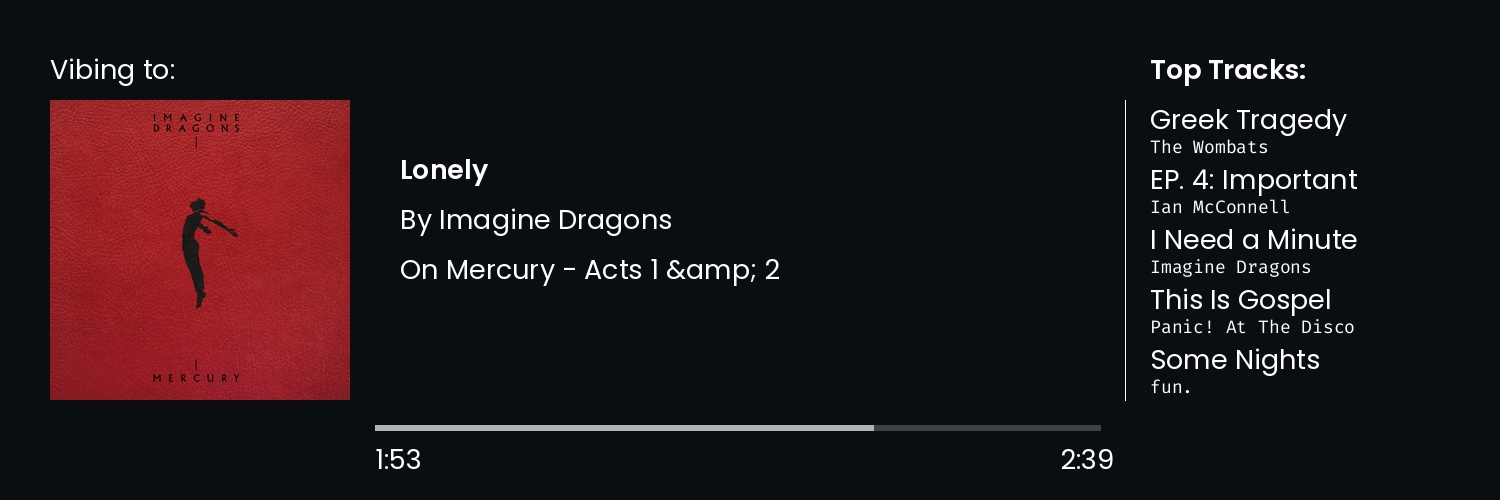 Vibing to:
IMAGINE
DRAGONS
MERCURY
Lonely
By Imagine Dragons
On Mercury - Acts 1 &amp;amp; 2
1:53
2:39
Top Tracks:
Greek Tragedy
The Wombats
EP. 4: Important
Ian McConnell
I Need a Minute
Imagine Dragons
This Is Gospel
Panic! At The Disco
Some Nights
fun.